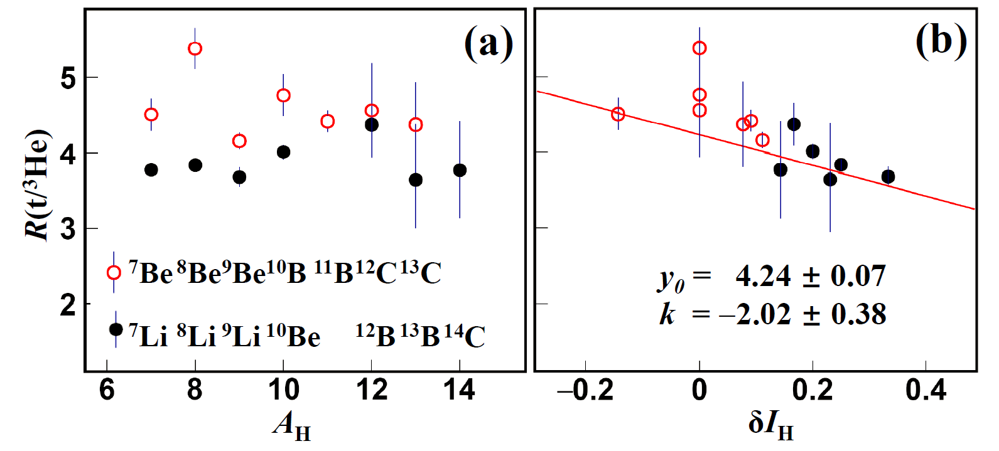 (a)
(b)
R(t/³He)
5
4
3
2
⁷Be ⁸Be ⁹Be ¹⁰B ¹¹B ¹²C ¹³C
⁷Li ⁸Li ⁹Li ¹⁰Be ¹²B ¹³B ¹⁴C
y₀ = 4.24 ± 0.07
k = –2.02 ± 0.38
6 8 10 12 14
–0.2 0 0.2 0.4
A_H
δI_H